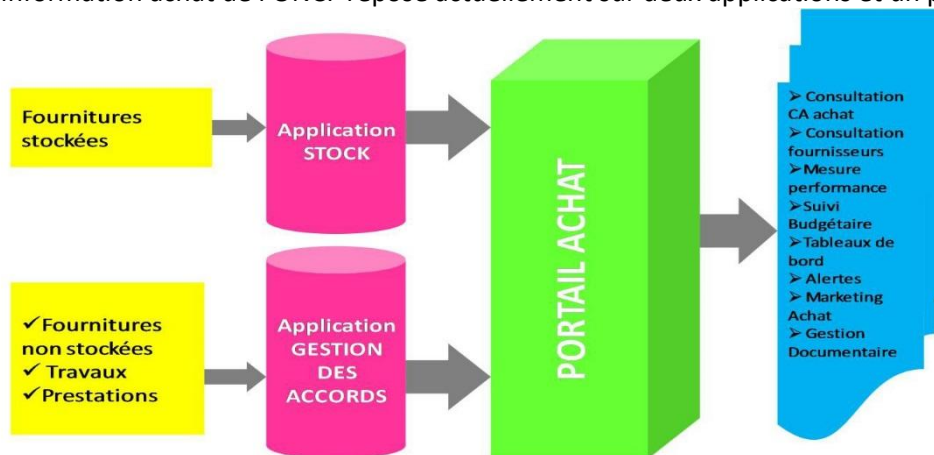 Fournitures
stockées
Application
STOCK
✓Fournitures
non stockées
✓ Travaux
✓Prestations
Application
GESTION
DES
ACCORDS
PORTAIL ACHAT
➤ Consultation
CA achat
➤ Consultation
fournisseurs
➤Mesure
performance
➤Suivi
Budgétaire
➤Tableaux de
bord
➤ Alertes
➤ Marketing
Achat
➤ Gestion
Documentaire